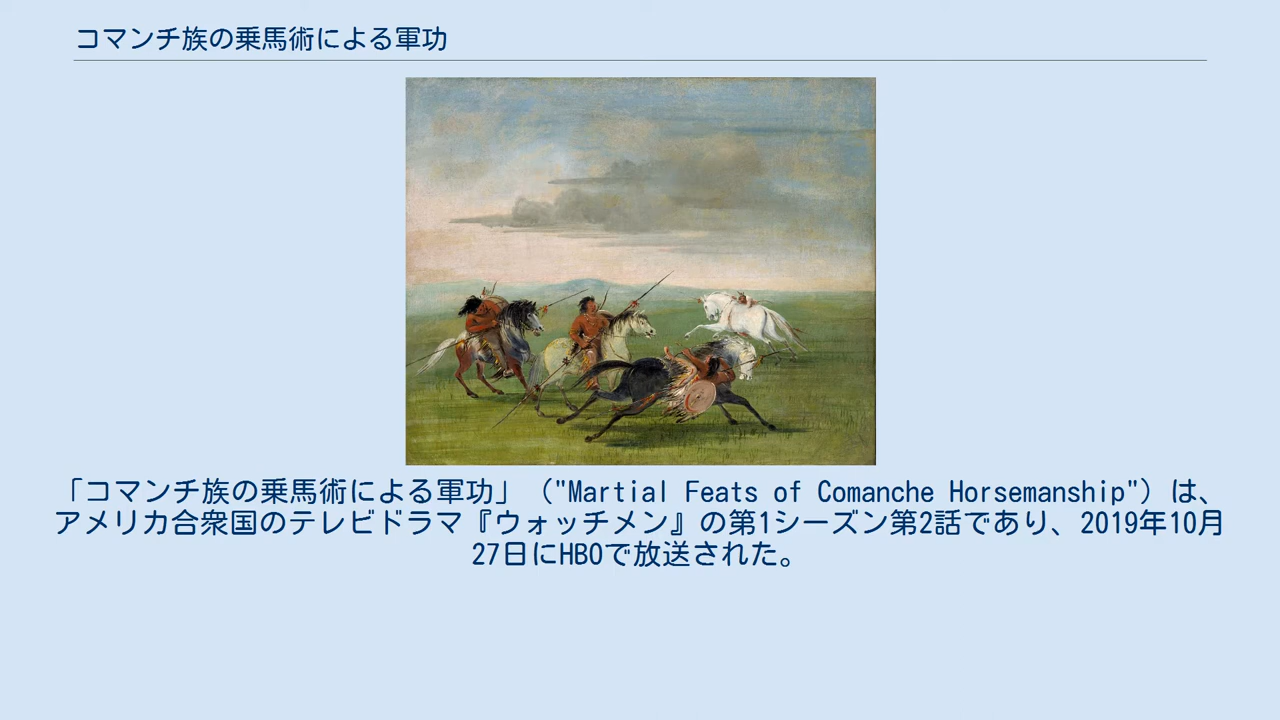 コマンチ族の乗馬術による軍功
「コマンチ族の乗馬術による軍功」（"Martial Feats of Comanche Horsemanship"）は、
アメリカ合衆国のテレビドラマ『ウォッチメン』の第1シーズン第2話であり、2019年10月
27日にHBOで放送された。